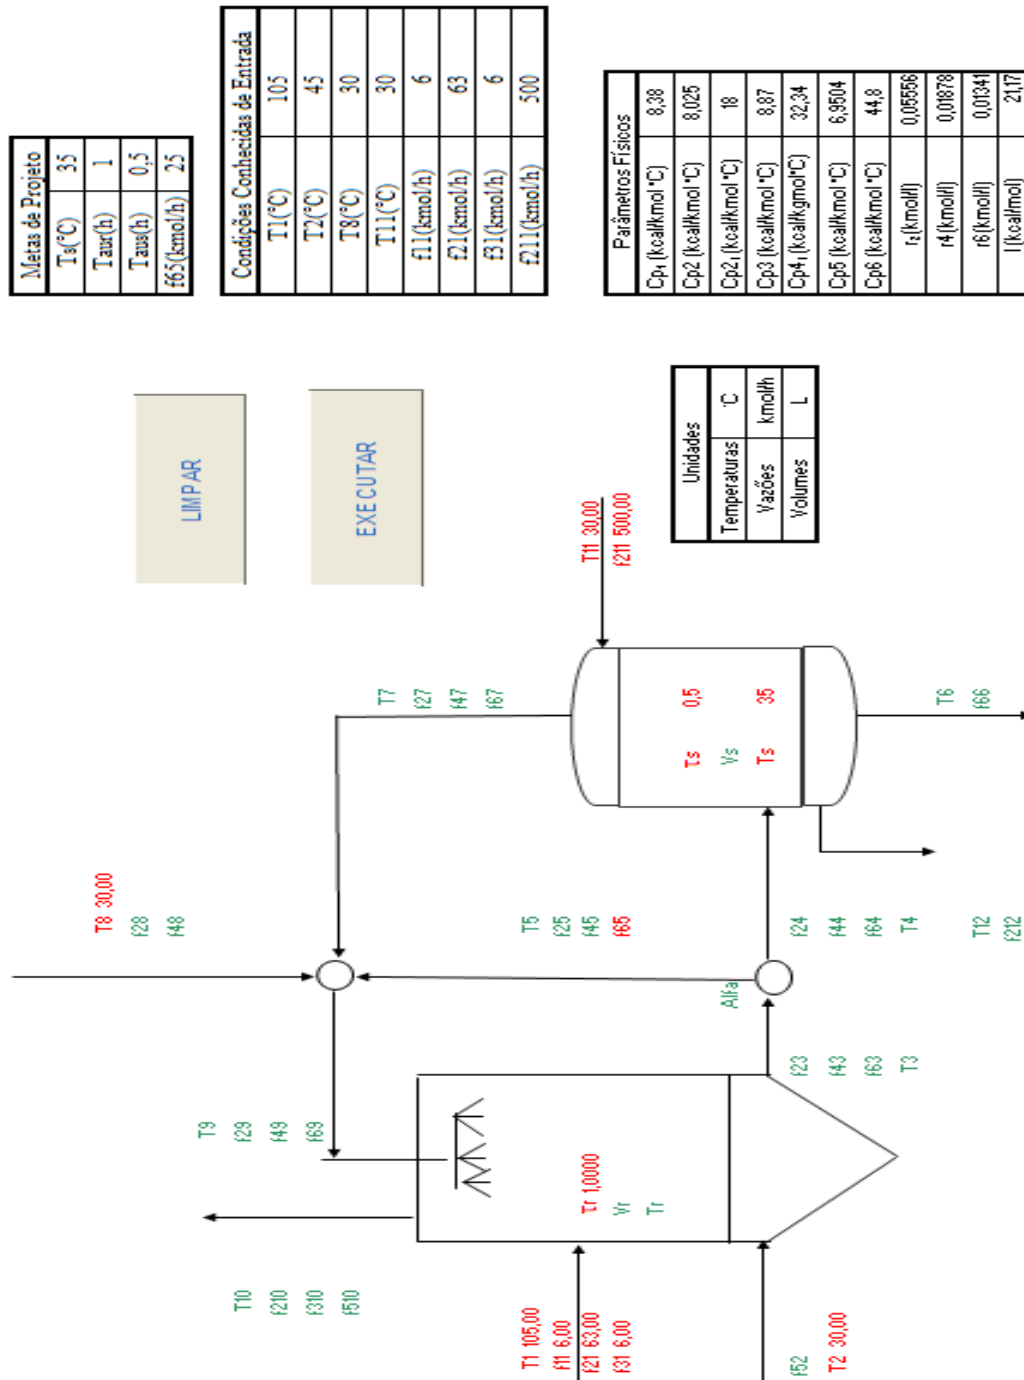 T8 30,00
f28
f48
T9
f29
f49
f69
T10
f210
f310
f510
T7
f27
f47
f67
T1 105,00
f11 6,00
f21 63,00
f31 6,00
τr 1,0000
Vr
Tr
T5
f25
f45
f65
Alfa
T11 30,00
f211 500,00
τs 0,5
Vs
Ts 35
f52
T2 30,00
f23
f43
f63
T3
f24
f44
f64
T4
T6
f66
T12
f212
LIMPAR
EXECUTAR
Unidades
Temperaturas °C
Vazões kmol/h
Volumes L
Metas de Projeto
Ts(°C) 35
Taur(h) 1
Taus(h) 0,5
f65(kmol/h) 25
Condições Conhecidas de Entrada
T1(°C) 105
T2(°C) 45
T8(°C) 30
T11(°C) 30
f11(kmol/h) 6
f21(kmol/h) 63
f31(kmol/h) 6
f211(kmol/h) 500
Parâmetros Físicos
Cp₁ (kcal/kmol°C) 8,38
Cp2 (kcal/kmol°C) 8,025
Cp2₁ (kcal/kmol°C) 18
Cp3 (kcal/kmol°C) 8,87
Cp4₁ (kcal/kgmol°C) 32,34
Cp5 (kcal/kmol°C) 6,9504
Cp6 (kcal/kmol°C) 44,8
r₂(kmol/l) 0,05556
r4(kmol/l) 0,01878
r6(kmol/l) 0,01341
l (kcal/mol) 21,17